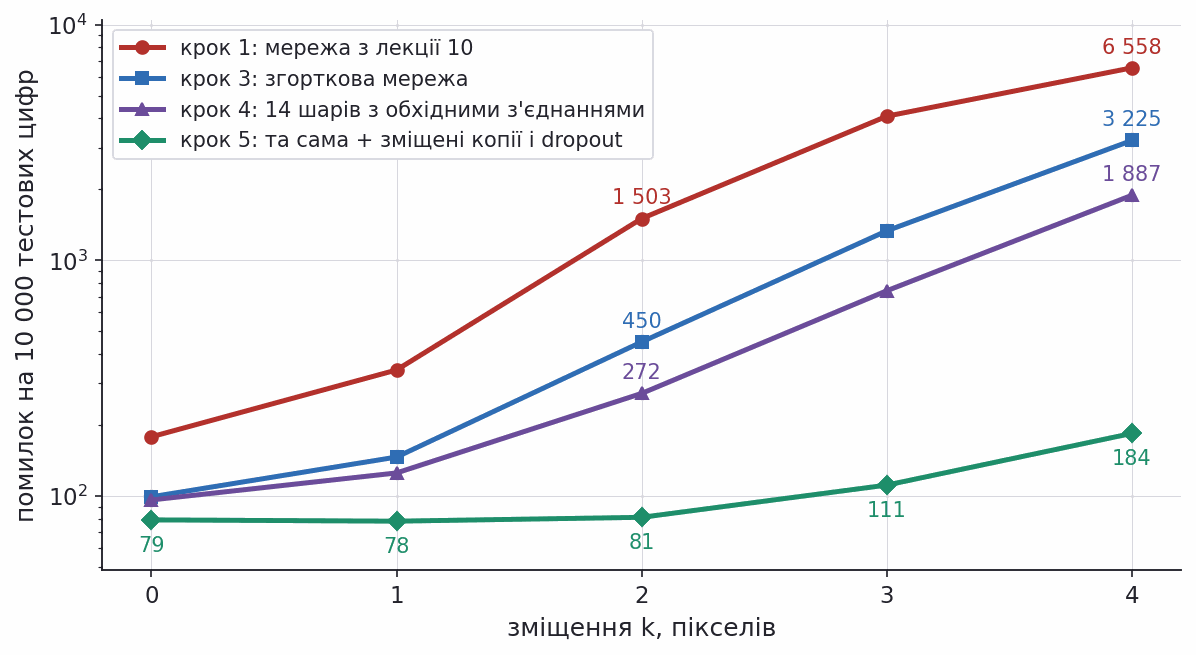 помилок на 10 000 тестових цифр
10⁴
10³
10²
крок 1: мережа з лекції 10
крок 3: згорткова мережа
крок 4: 14 шарів з обхідними з'єднаннями
крок 5: та сама + зміщені копії і dropout
6 558
3 225
1 887
1 503
450
272
184
111
79
78
81
0 1 2 3 4
зміщення k, пікселів